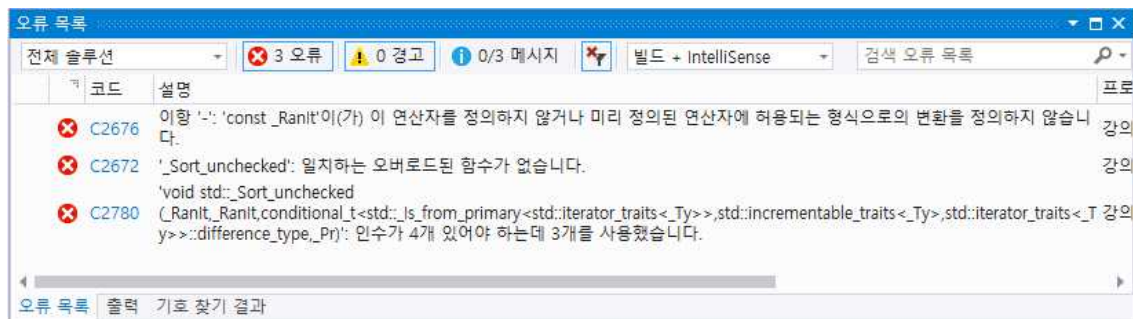 오류 목록
전체 솔루션 3 오류 0 경고 0/3 메시지 빌드 + IntelliSense 검색 오류 목록
코드 설명 프로
C2676 이항 '-': 'const _RanIt'이(가) 이 연산자를 정의하지 않거나 미리 정의된 연산자에 허용되는 형식으로의 변환을 정의하지 않습니 강의
다.
C2672 '_Sort_unchecked': 일치하는 오버로드된 함수가 없습니다. 강의
'void std::_Sort_unchecked
C2780 (_RanIt,_RanIt,conditional_t<std::_Is_from_primary<std::iterator_traits<_Ty>>,std::incrementable_traits<_Ty>,std::iterator_traits<_T 강의
y>>::difference_type,_Pr)': 인수가 4개 있어야 하는데 3개를 사용했습니다.
오류 목록 출력 기호 찾기 결과